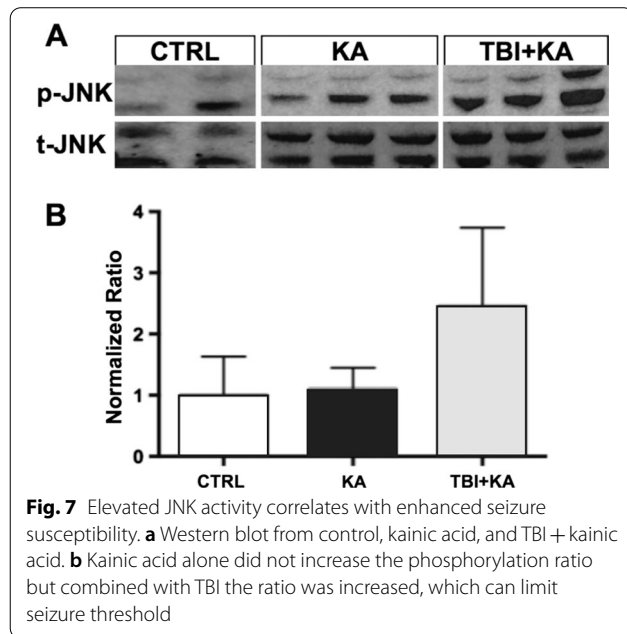 A
CTRL KA TBI+KA
p-JNK
t-JNK
B
Normalized Ratio
4
3
2
1
0
CTRL KA TBI+KA
Fig. 7 Elevated JNK activity correlates with enhanced seizure
susceptibility. a Western blot from control, kainic acid, and TBI + kainic
acid. b Kainic acid alone did not increase the phosphorylation ratio
but combined with TBI the ratio was increased, which can limit
seizure threshold